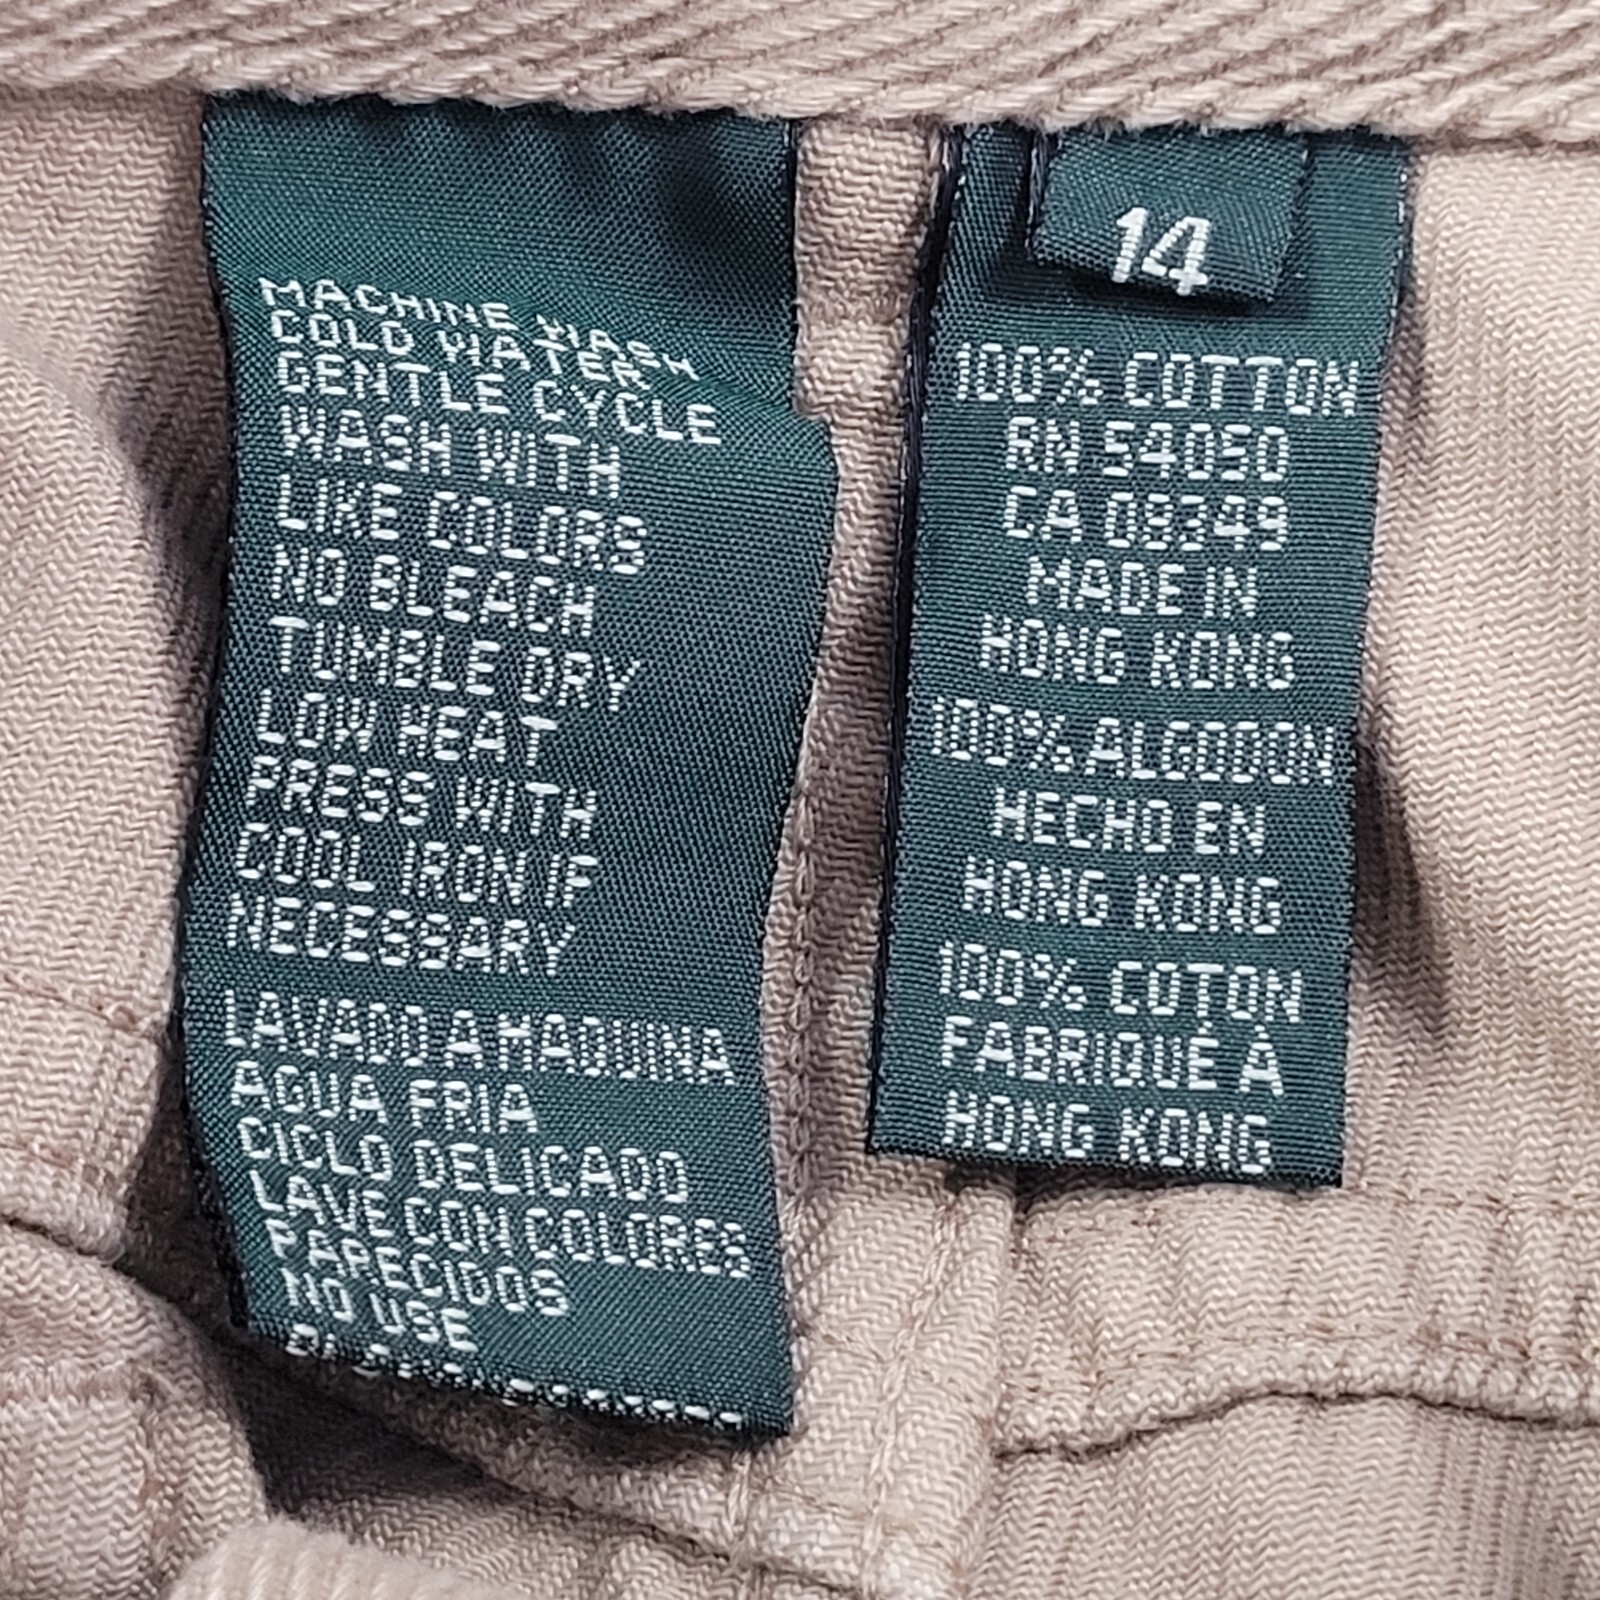 MACHINE WASH
COLD WATER
GENTLE CYCLE
WASH WITH
LIKE COLORS
NO BLEACH
TUMBLE DRY
LOW HEAT
PRESS WITH
COOL IRON IF
NECESSARY
LAVADO A MAQUINA
AGUA FRIA
CICLO DELICADO
LAVE CON COLORES
PARECIDOS
NO USE
14
100% COTTON
RN 54050
CA 08349
MADE IN
HONG KONG
100% ALGODON
HECHO EN
HONG KONG
100% COTON
FABRIQUÉ À
HONG KONG